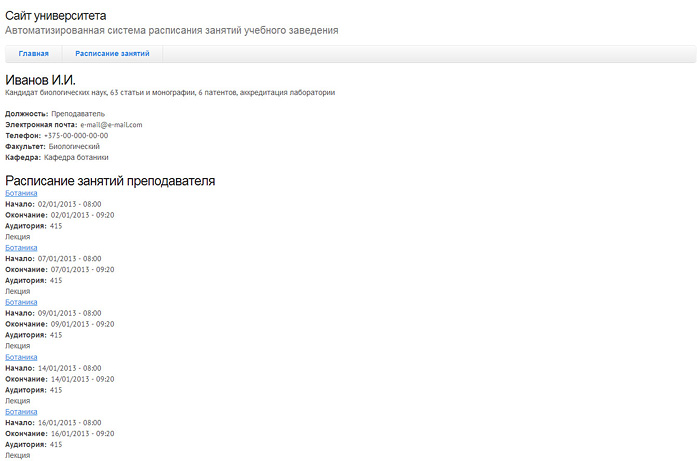 Сайт университета
Автоматизированная система расписания занятий учебного заведения
Главная Расписание занятий
Иванов И.И.
Кандидат биологических наук, 63 статьи и монографии, 6 патентов, аккредитация лаборатории
Должность: Преподаватель
Электронная почта: e-mail@e-mail.com
Телефон: +375-00-000-00-00
Факультет: Биологический
Кафедра: Кафедра ботаники
Расписание занятий преподавателя
Ботаника
Начало: 02/01/2013 - 08:00
Окончание: 02/01/2013 - 09:20
Аудитория: 415
Лекция
Ботаника
Начало: 07/01/2013 - 08:00
Окончание: 07/01/2013 - 09:20
Аудитория: 415
Лекция
Ботаника
Начало: 09/01/2013 - 08:00
Окончание: 09/01/2013 - 09:20
Аудитория: 415
Лекция
Ботаника
Начало: 14/01/2013 - 08:00
Окончание: 14/01/2013 - 09:20
Аудитория: 415
Лекция
Ботаника
Начало: 16/01/2013 - 08:00
Окончание: 16/01/2013 - 09:20
Аудитория: 415
Лекция